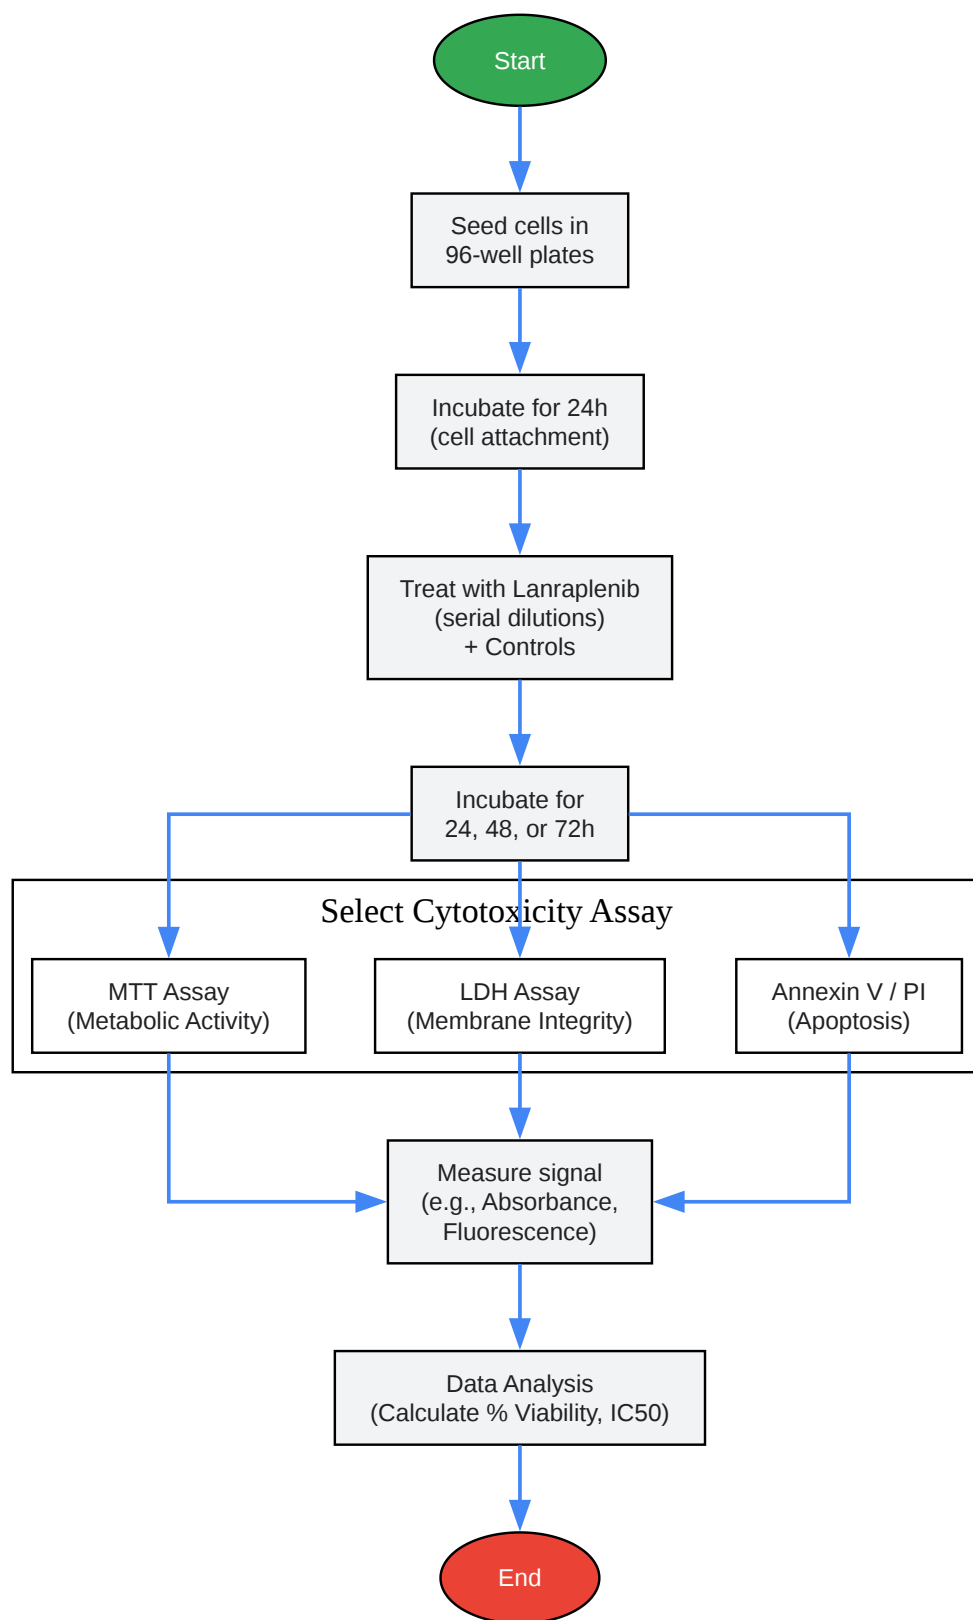 Start
Seed cells in
96-well plates
Incubate for 24h
(cell attachment)
Treat with Lanraplenib
(serial dilutions)
+ Controls
Incubate for
24, 48, or 72h
Select Cytotoxicity Assay
MTT Assay
(Metabolic Activity)
LDH Assay
(Membrane Integrity)
Annexin V / PI
(Apoptosis)
Measure signal
(e.g., Absorbance,
Fluorescence)
Data Analysis
(Calculate % Viability, IC50)
End